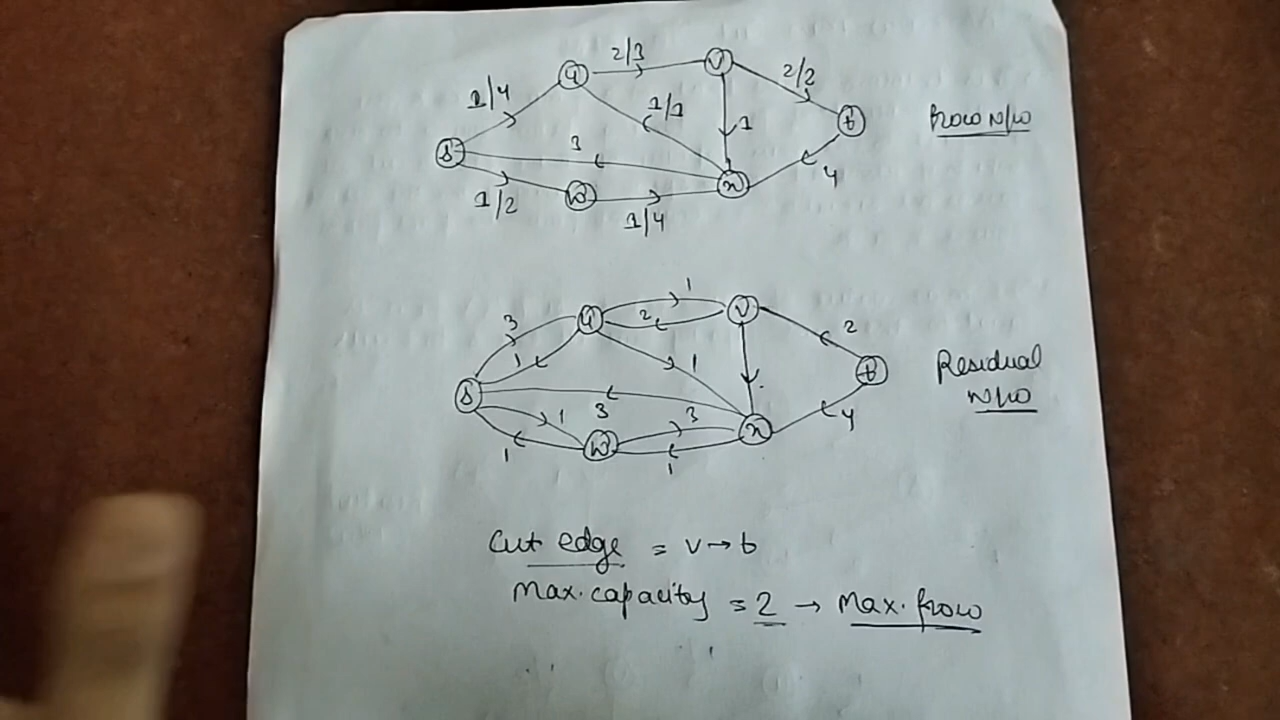 2/3
u
v
2/2
1/4
1/1
t
Flow N/w
1
3
s
4
x
1/2
w
1/4
1
u
2
v
3
2
1
1
t
Residual
N/w
s
3
1
3
4
w
x
1
1
Cut edge = v→t
Max. capacity = 2 → Max. flow